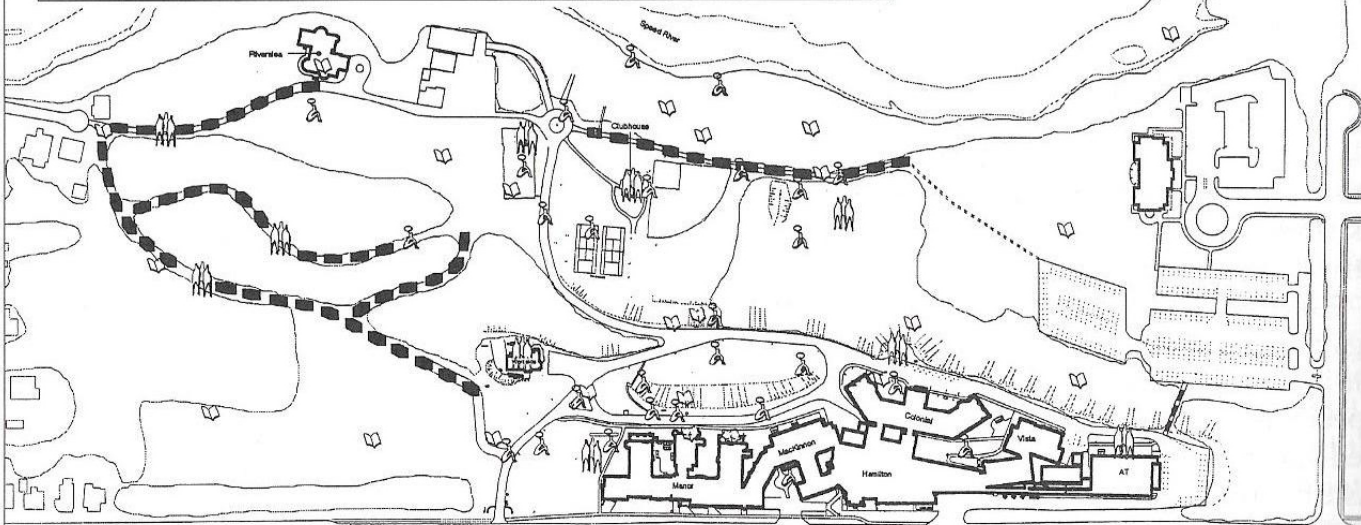 Speed River
Riverslea
Clubhouse
Colonial
MacKinnon
Vista
Hamilton
AT
Manor